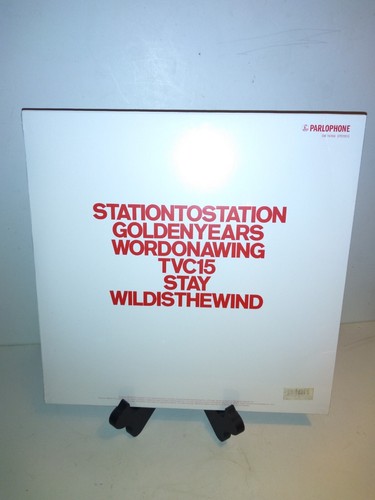 PARLOPHONE
STATIONTOSTATION
GOLDENYEARS
WORDONAWING
TVC15
STAY
WILDISTHEWIND